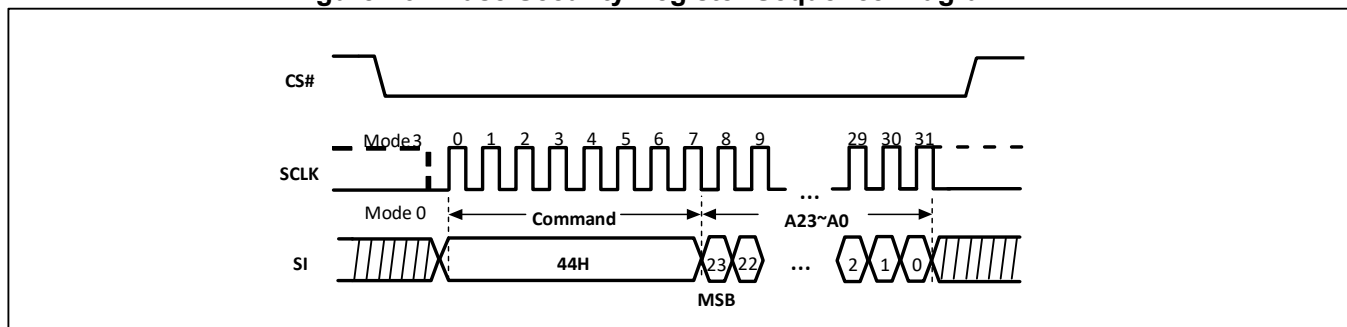 CS#
Mode 3 0 1 2 3 4 5 6 7 8 9 29 30 31
SCLK
...
Mode 0 Command A23~A0
SI 44H 23 22 ... 2 1 0
MSB